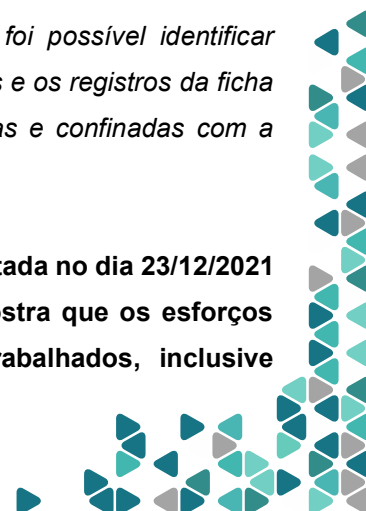 foi possível identificar
s e os registros da ficha
as e confinadas com a
tada no dia 23/12/2021
ostra que os esforços
rabalhados, inclusive